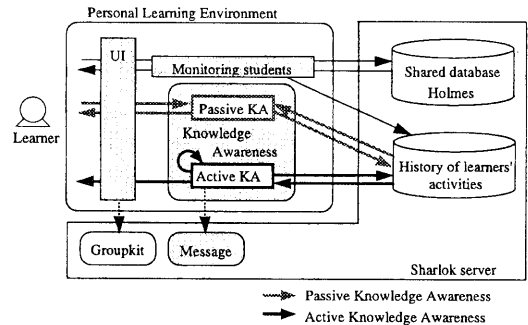 Personal Learning Environment
UI
Monitoring students
Shared database
Holmes
Passive KA
Learner
Knowledge
Awareness
History of learners'
activities
Active KA
Groupkit
Message
Sharlok server
Passive Knowledge Awareness
Active Knowledge Awareness